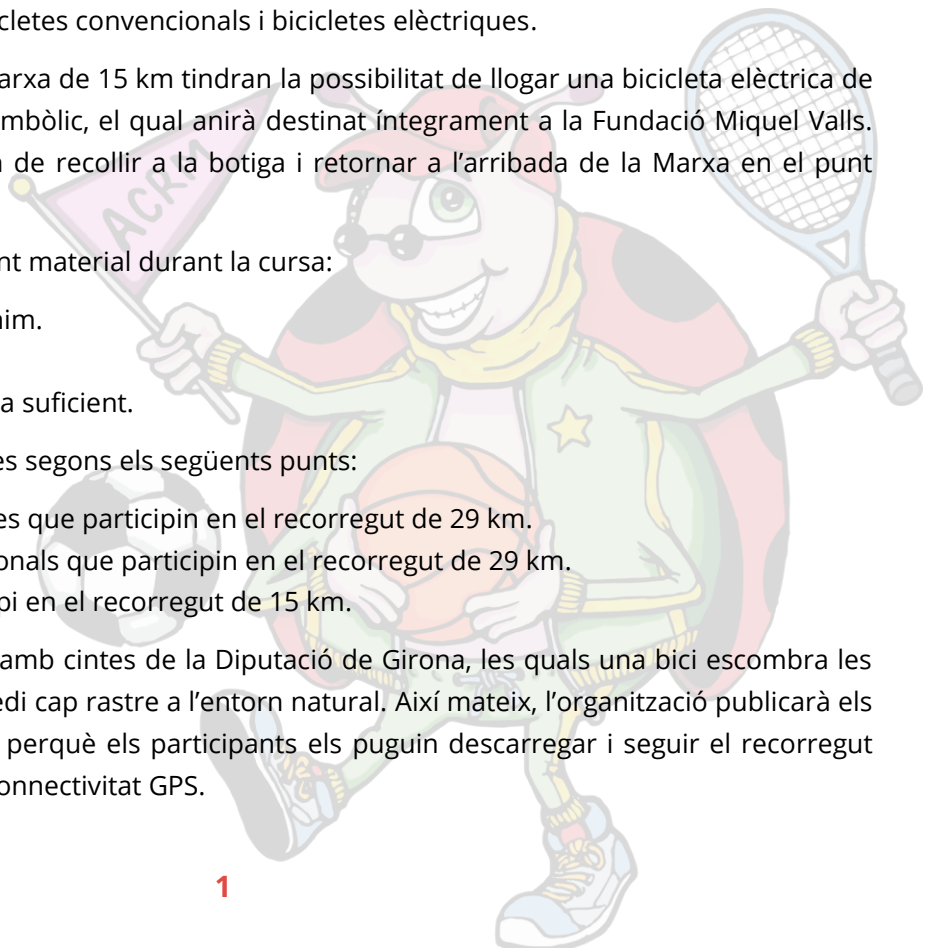 cletes convencionals i bicicletes elèctriques.
arxa de 15 km tindran la possibilitat de llogar una bicicleta elèctrica de
mbòlic, el qual anirà destinat íntegrament a la Fundació Miquel Valls.
de recollir a la botiga i retornar a l’arribada de la Marxa en el punt
ACRM
nt material durant la cursa:
nim.
a suficient.
es segons els següents punts:
es que participin en el recorregut de 29 km.
onals que participin en el recorregut de 29 km.
pi en el recorregut de 15 km.
amb cintes de la Diputació de Girona, les quals una bici escombra les
edi cap rastre a l’entorn natural. Així mateix, l’organització publicarà els
perquè els participants els puguin descarregar i seguir el recorregut
onnectivitat GPS.
1